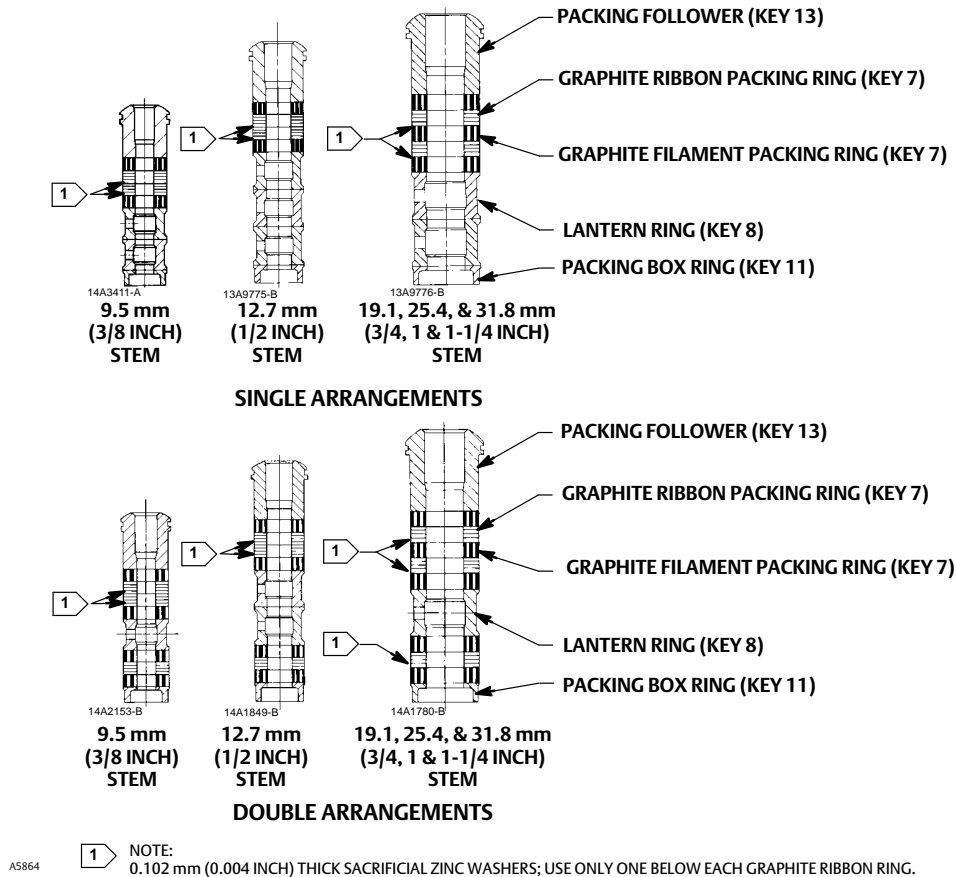 PACKING FOLLOWER (KEY 13)
GRAPHITE RIBBON PACKING RING (KEY 7)
1
1
GRAPHITE FILAMENT PACKING RING (KEY 7)
1
LANTERN RING (KEY 8)
PACKING BOX RING (KEY 11)
14A3411-A
13A9775-B
13A9776-B
9.5 mm
(3/8 INCH)
STEM
12.7 mm
(1/2 INCH)
STEM
19.1, 25.4, & 31.8 mm
(3/4, 1 & 1-1/4 INCH)
STEM
SINGLE ARRANGEMENTS
PACKING FOLLOWER (KEY 13)
GRAPHITE RIBBON PACKING RING (KEY 7)
1
1
GRAPHITE FILAMENT PACKING RING (KEY 7)
1
1
LANTERN RING (KEY 8)
PACKING BOX RING (KEY 11)
14A2153-B
14A1849-B
14A1780-B
9.5 mm
(3/8 INCH)
STEM
12.7 mm
(1/2 INCH)
STEM
19.1, 25.4, & 31.8 mm
(3/4, 1 & 1-1/4 INCH)
STEM
DOUBLE ARRANGEMENTS
1
NOTE:
0.102 mm (0.004 INCH) THICK SACRIFICIAL ZINC WASHERS; USE ONLY ONE BELOW EACH GRAPHITE RIBBON RING.
A5864